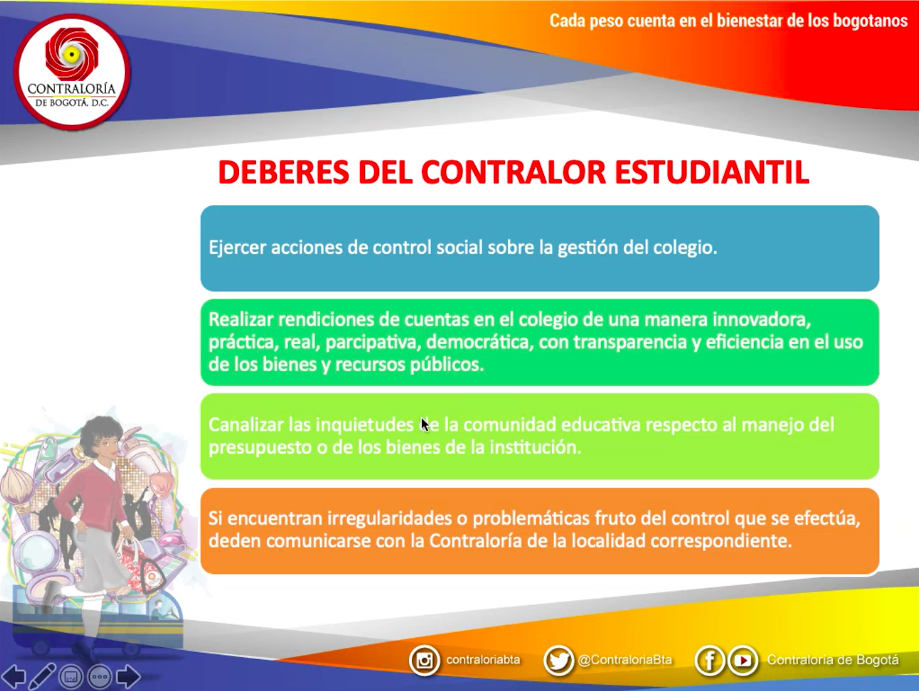 Cada peso cuenta en el bienestar de los bogotanos
CONTRALORÍA
DE BOGOTÁ, D.C.
DEBERES DEL CONTRALOR ESTUDIANTIL
Ejercer acciones de control social sobre la gestión del colegio.
Realizar rendiciones de cuentas en el colegio de una manera innovadora,
práctica, real, parcipativa, democrática, con transparencia y eficiencia en el uso
de los bienes y recursos públicos.
Canalizar las inquietudes de la comunidad educativa respecto al manejo del
presupuesto o de los bienes de la institución.
Si encuentran irregularidades o problemáticas fruto del control que se efectúa,
deden comunicarse con la Contraloría de la localidad correspondiente.
contraloriabta
@ContraloriaBta
Contraloría de Bogotá